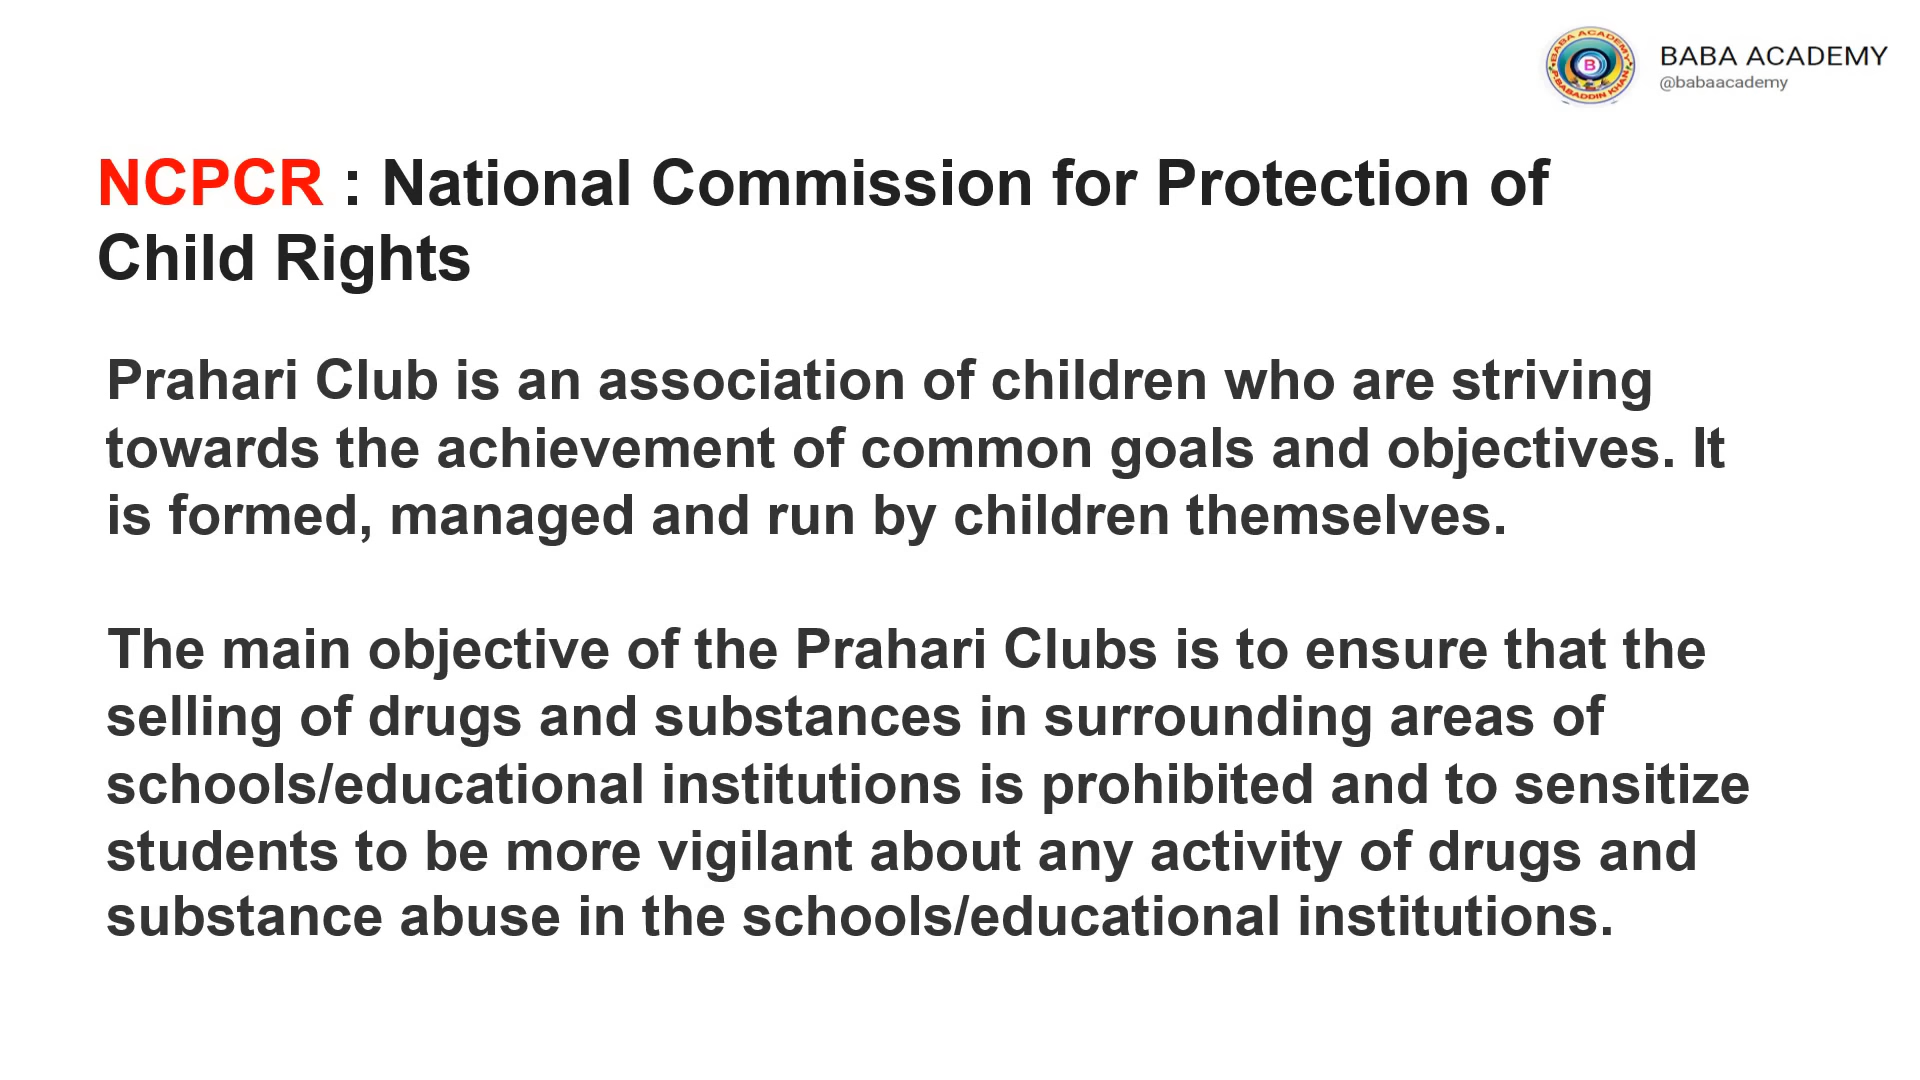 BABA ACADEMY
P.BABADDIN KHAN
B
BABA ACADEMY
@babaacademy
NCPCR : National Commission for Protection of
Child Rights
Prahari Club is an association of children who are striving
towards the achievement of common goals and objectives. It
is formed, managed and run by children themselves.
The main objective of the Prahari Clubs is to ensure that the
selling of drugs and substances in surrounding areas of
schools/educational institutions is prohibited and to sensitize
students to be more vigilant about any activity of drugs and
substance abuse in the schools/educational institutions.